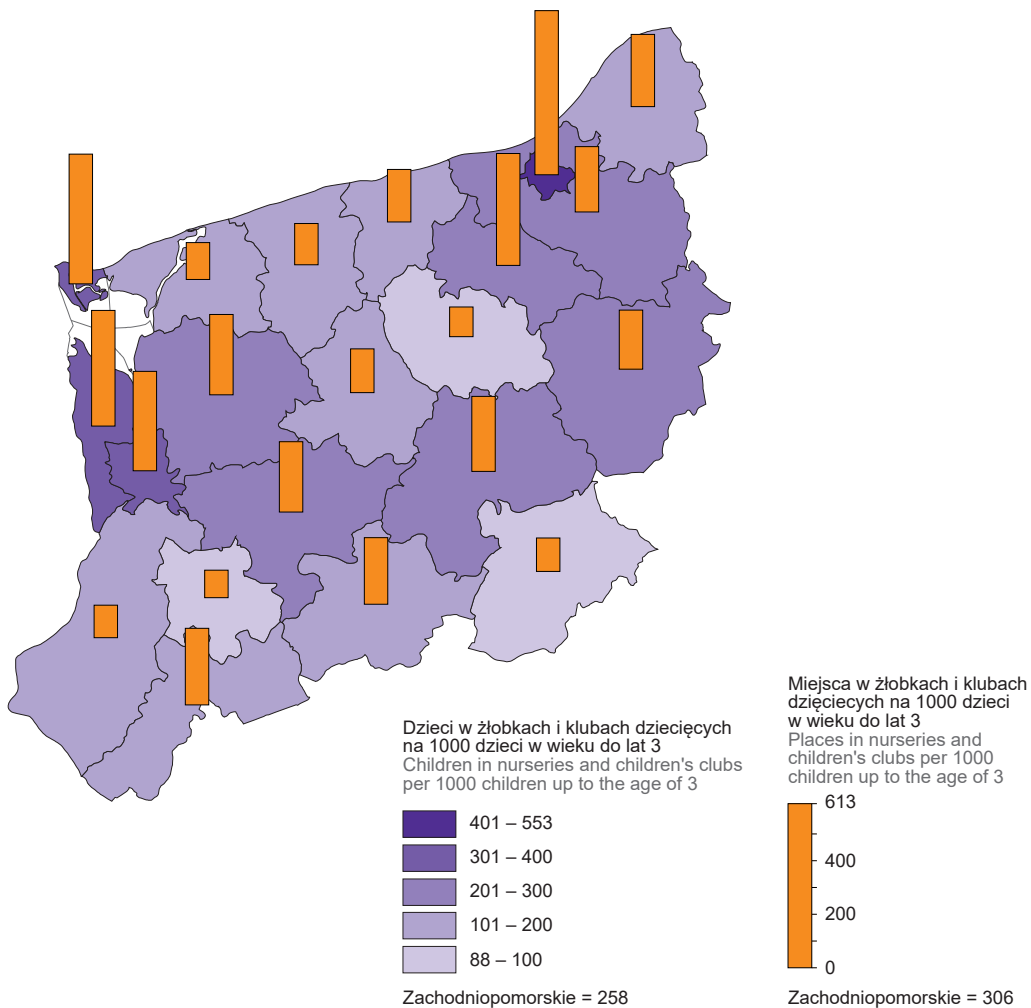 Dzieci w żłobkach i klubach dziecięcych
na 1000 dzieci w wieku do lat 3
Children in nurseries and children's clubs
per 1000 children up to the age of 3
401 – 553
301 – 400
201 – 300
101 – 200
88 – 100
Zachodniopomorskie = 258
Miejsca w żłobkach i klubach
dzięciecych na 1000 dzieci
w wieku do lat 3
Places in nurseries and
children's clubs per 1000
children up to the age of 3
613
400
200
0
Zachodniopomorskie = 306